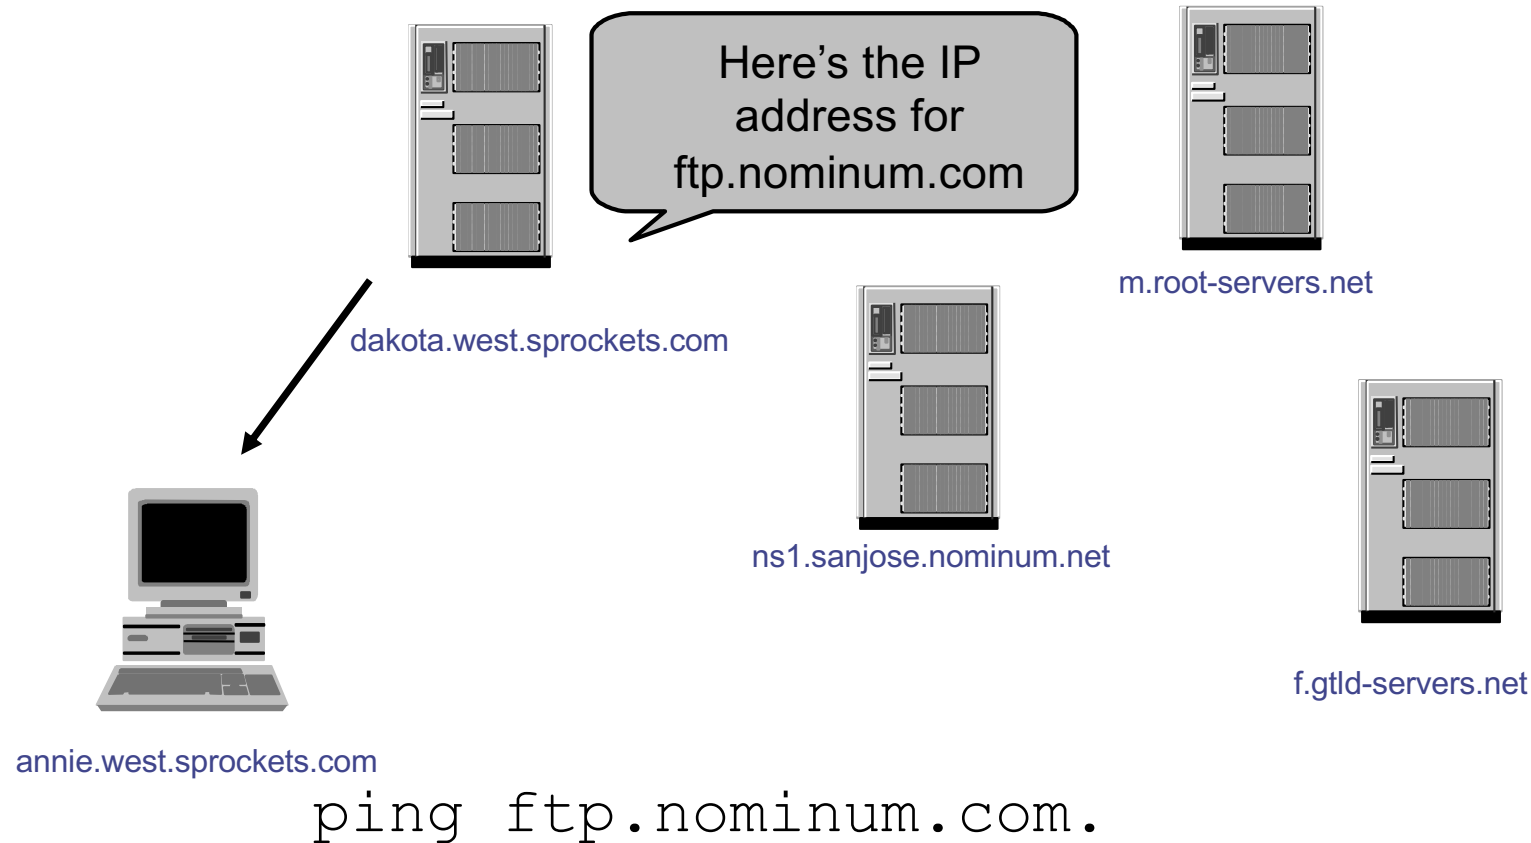 Here’s the IP
address for
ftp.nominum.com
m.root-servers.net
dakota.west.sprockets.com
ns1.sanjose.nominum.net
f.gtld-servers.net
annie.west.sprockets.com
ping ftp.nominum.com.